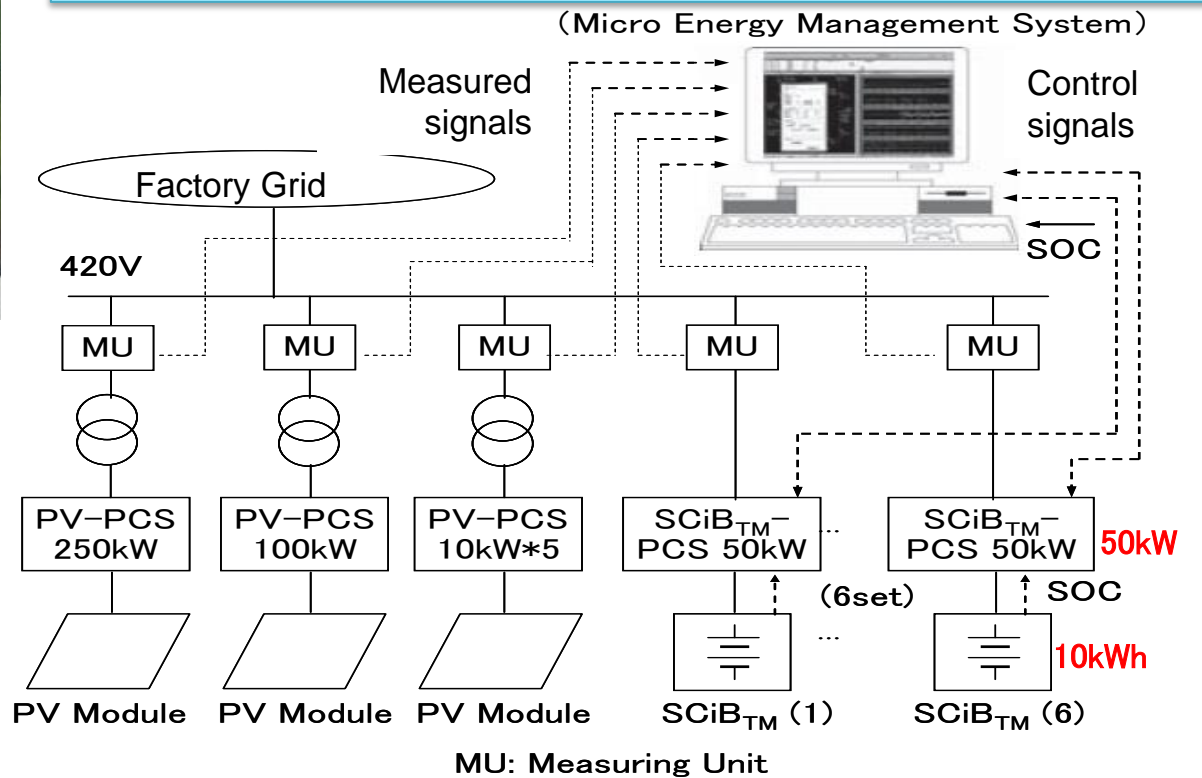 (Micro Energy Management System)
Measured
signals
Control
signals
Factory Grid
SOC
420V
MU
MU
MU
MU
MU
PV-PCS
250kW
PV-PCS
100kW
PV-PCS
10kW*5
SCiBTM-
PCS 50kW
...
SCiBTM-
PCS 50kW
50kW
(6set)
SOC
...
10kWh
PV Module
PV Module
PV Module
SCiBTM (1)
SCiBTM (6)
MU: Measuring Unit